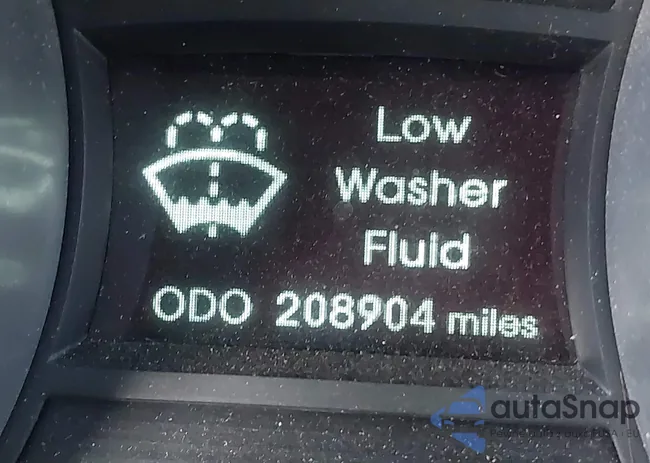 Low
Washer
Fluid
ODO 208904 miles
autaSnap